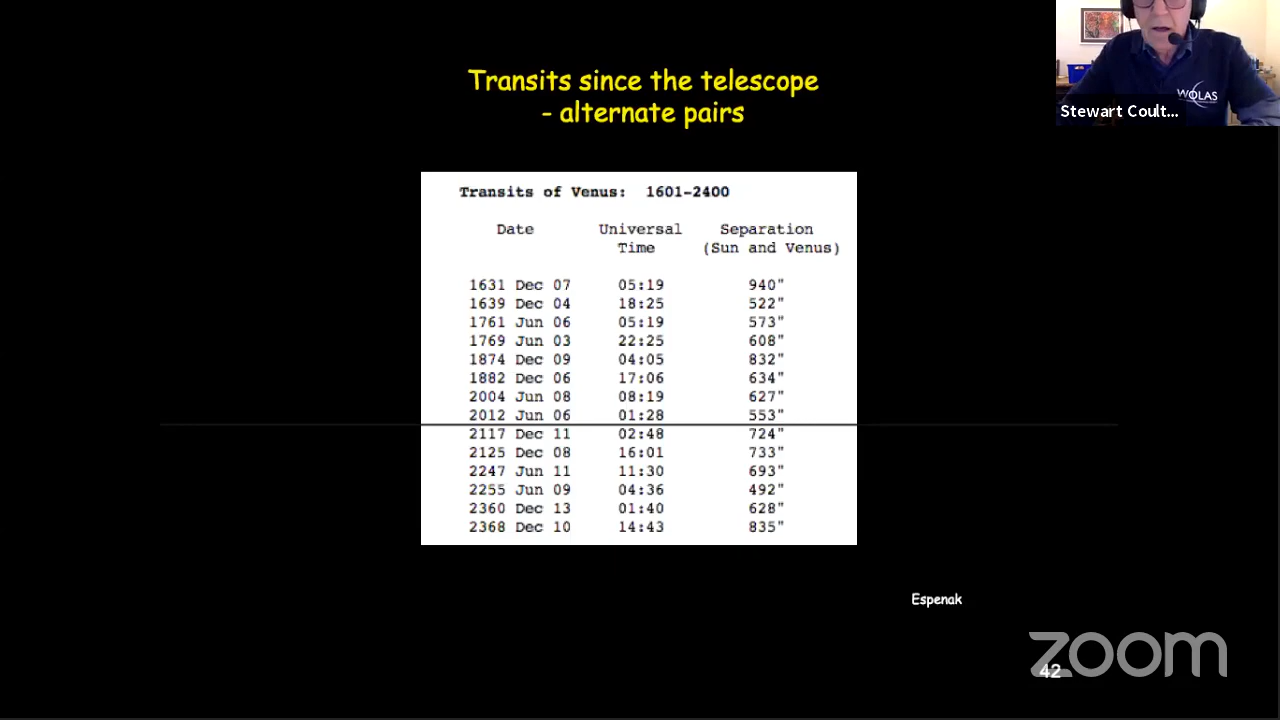 Transits since the telescope
- alternate pairs
WOLAS
Stewart Coult...
Transits of Venus: 1601-2400
Date Universal Time Separation (Sun and Venus)
1631 Dec 07 05:19 940"
1639 Dec 04 18:25 522"
1761 Jun 06 05:19 573"
1769 Jun 03 22:25 608"
1874 Dec 09 04:05 832"
1882 Dec 06 17:06 634"
2004 Jun 08 08:19 627"
2012 Jun 06 01:28 553"
2117 Dec 11 02:48 724"
2125 Dec 08 16:01 733"
2247 Jun 11 11:30 693"
2255 Jun 09 04:36 492"
2360 Dec 13 01:40 628"
2368 Dec 10 14:43 835"
Espenak
zoom
42